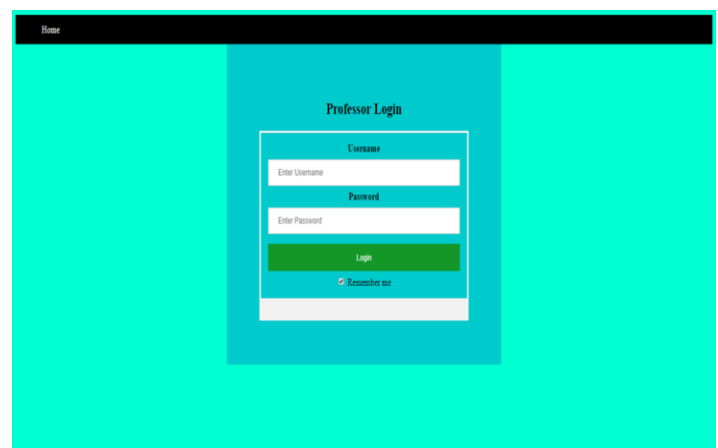 Home
Professor Login
Username
Enter Username
Password
Enter Password
Login
Remember me